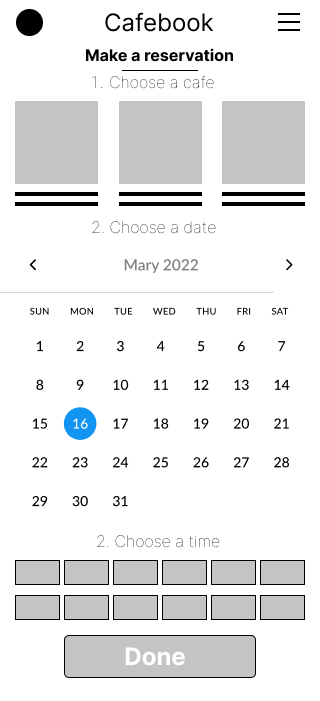 Cafebook
Make a reservation
1. Choose a cafe
2. Choose a date
Mary 2022
SUN MON TUE WED THU FRI SAT
1 2 3 4 5 6 7
8 9 10 11 12 13 14
15 16 17 18 19 20 21
22 23 24 25 26 27 28
29 30 31
2. Choose a time
Done